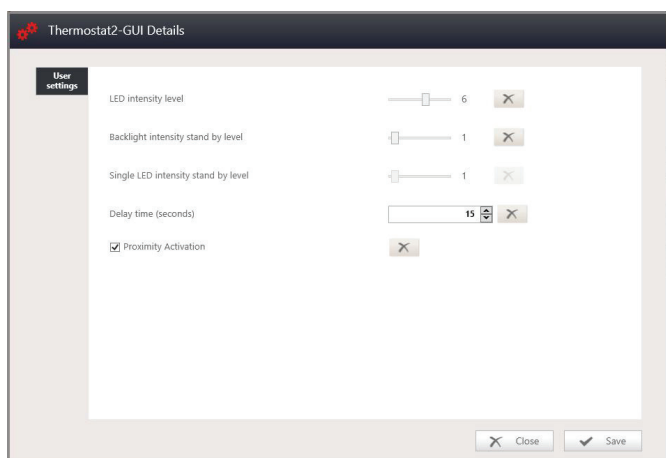 Thermostat2-GUI Details
User
settings
LED intensity level 6
Backlight intensity stand by level 1
Single LED intensity stand by level 1
Delay time (seconds) 15
Proximity Activation
Close Save